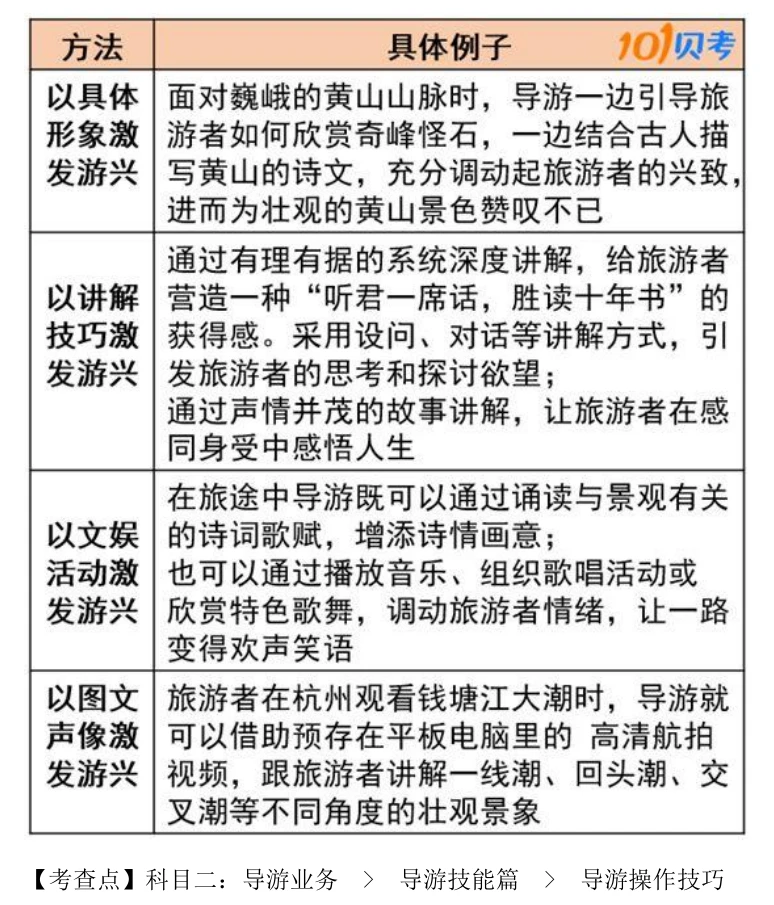 方法 具体例子 101贝考
以具体
形象激
发游兴
面对巍峨的黄山山脉时，导游一边引导旅
游者如何欣赏奇峰怪石，一边结合古人描
写黄山的诗文，充分调动起旅游者的兴致，
进而为壮观的黄山景色赞叹不已
以讲解
技巧激
发游兴
通过有理有据的系统深度讲解，给旅游者
营造一种“听君一席话，胜读十年书”的
获得感。采用设问、对话等讲解方式，引
发旅游者的思考和探讨欲望；
通过声情并茂的故事讲解，让旅游者在感
同身受中感悟人生
以文娱
活动激
发游兴
在旅途中导游既可以通过诵读与景观有关
的诗词歌赋，增添诗情画意；
也可以通过播放音乐、组织歌唱活动或
欣赏特色歌舞，调动旅游者情绪，让一路
变得欢声笑语
以图文
声像激
发游兴
旅游者在杭州观看钱塘江大潮时，导游就
可以借助预存在平板电脑里的 高清航拍
视频，跟旅游者讲解一线潮、回头潮、交
叉潮等不同角度的壮观景象
【考查点】科目二：导游业务 > 导游技能篇 > 导游操作技巧